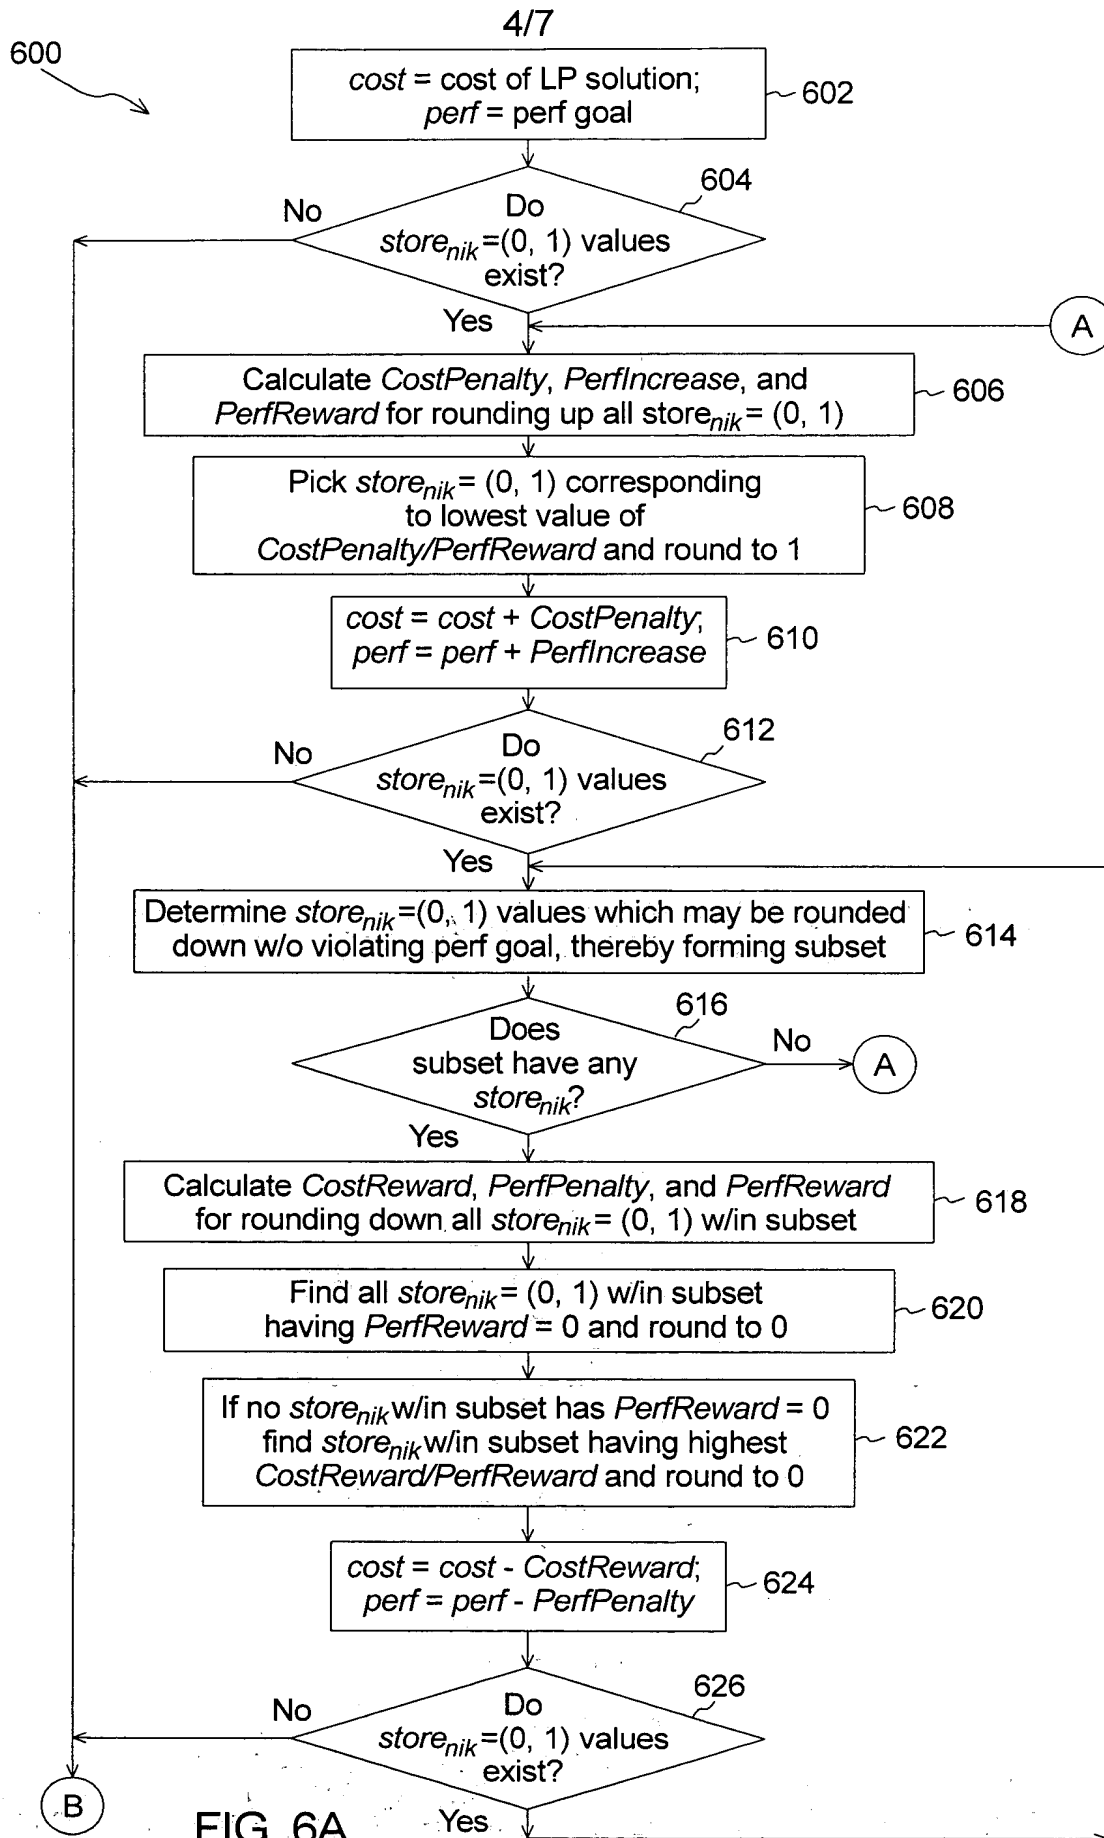 4/7
600
cost = cost of LP solution;
perf = perf goal
602
604
No
Do
store_nik=(0, 1) values
exist?
Yes
A
Calculate CostPenalty, PerfIncrease, and
PerfReward for rounding up all store_nik = (0, 1)
606
Pick store_nik = (0, 1) corresponding
to lowest value of
CostPenalty/PerfReward and round to 1
608
cost = cost + CostPenalty;
perf = perf + PerfIncrease
610
612
No
Do
store_nik=(0, 1) values
exist?
Yes
Determine store_nik=(0, 1) values which may be rounded
down w/o violating perf goal, thereby forming subset
614
616
Does
subset have any
store_nik?
No
A
Yes
Calculate CostReward, PerfPenalty, and PerfReward
for rounding down all store_nik = (0, 1) w/in subset
618
Find all store_nik = (0, 1) w/in subset
having PerfReward = 0 and round to 0
620
If no store_nik w/in subset has PerfReward = 0
find store_nik w/in subset having highest
CostReward/PerfReward and round to 0
622
cost = cost - CostReward;
perf = perf - PerfPenalty
624
626
No
Do
store_nik=(0, 1) values
exist?
B
FIG. 6A
Yes